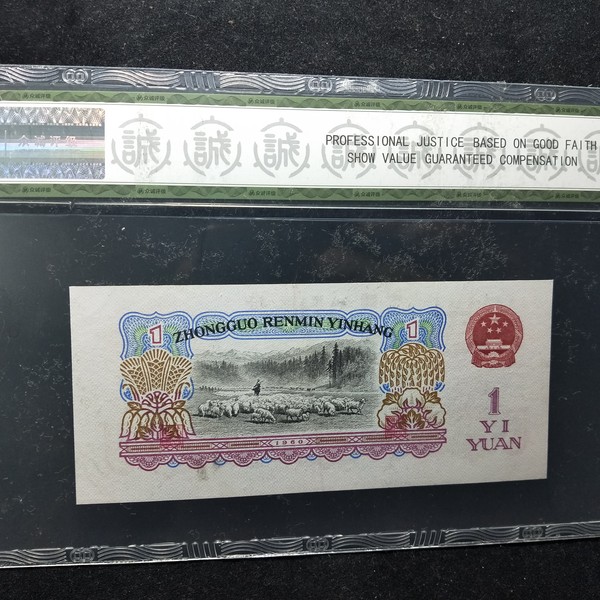 誠 誠 誠
PROFESSIONAL JUSTICE BASED ON GOOD FAITH
SHOW VALUE GUARANTEED COMPENSATION
ZHONGGUO RENMIN YINHANG
1 1
1960
1
YI
YUAN